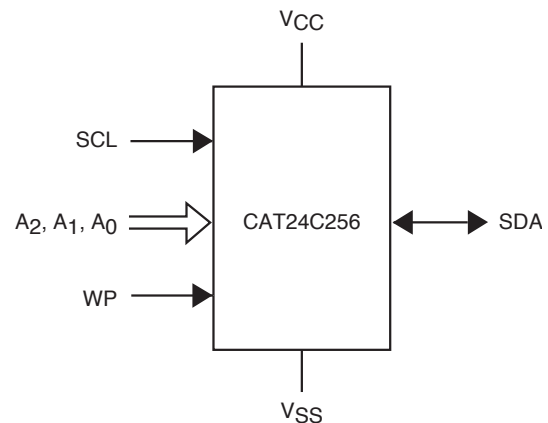 VCC
SCL
A2, A1, A0
CAT24C256
SDA
WP
VSS